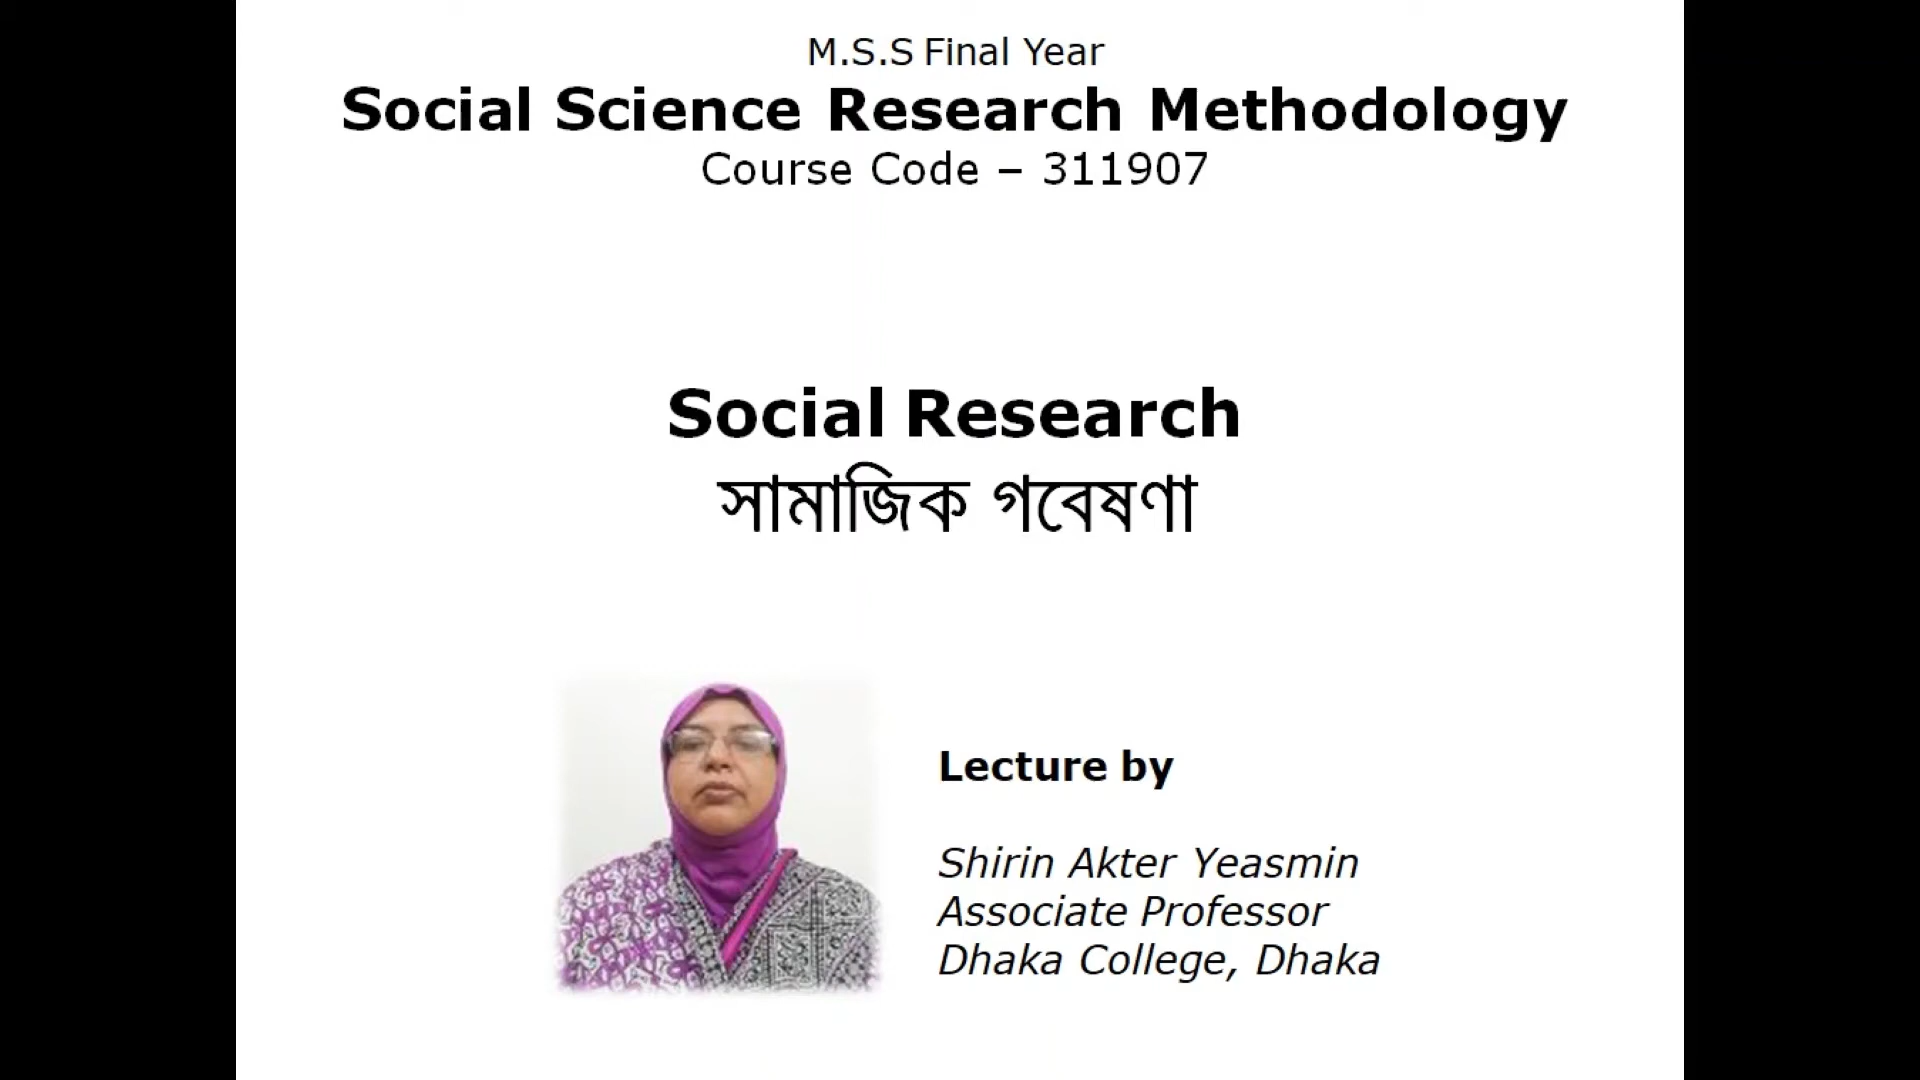 M.S.S Final Year
Social Science Research Methodology
Course Code – 311907
Social Research
সামাজিক গবেষণা
Lecture by
Shirin Akter Yeasmin
Associate Professor
Dhaka College, Dhaka